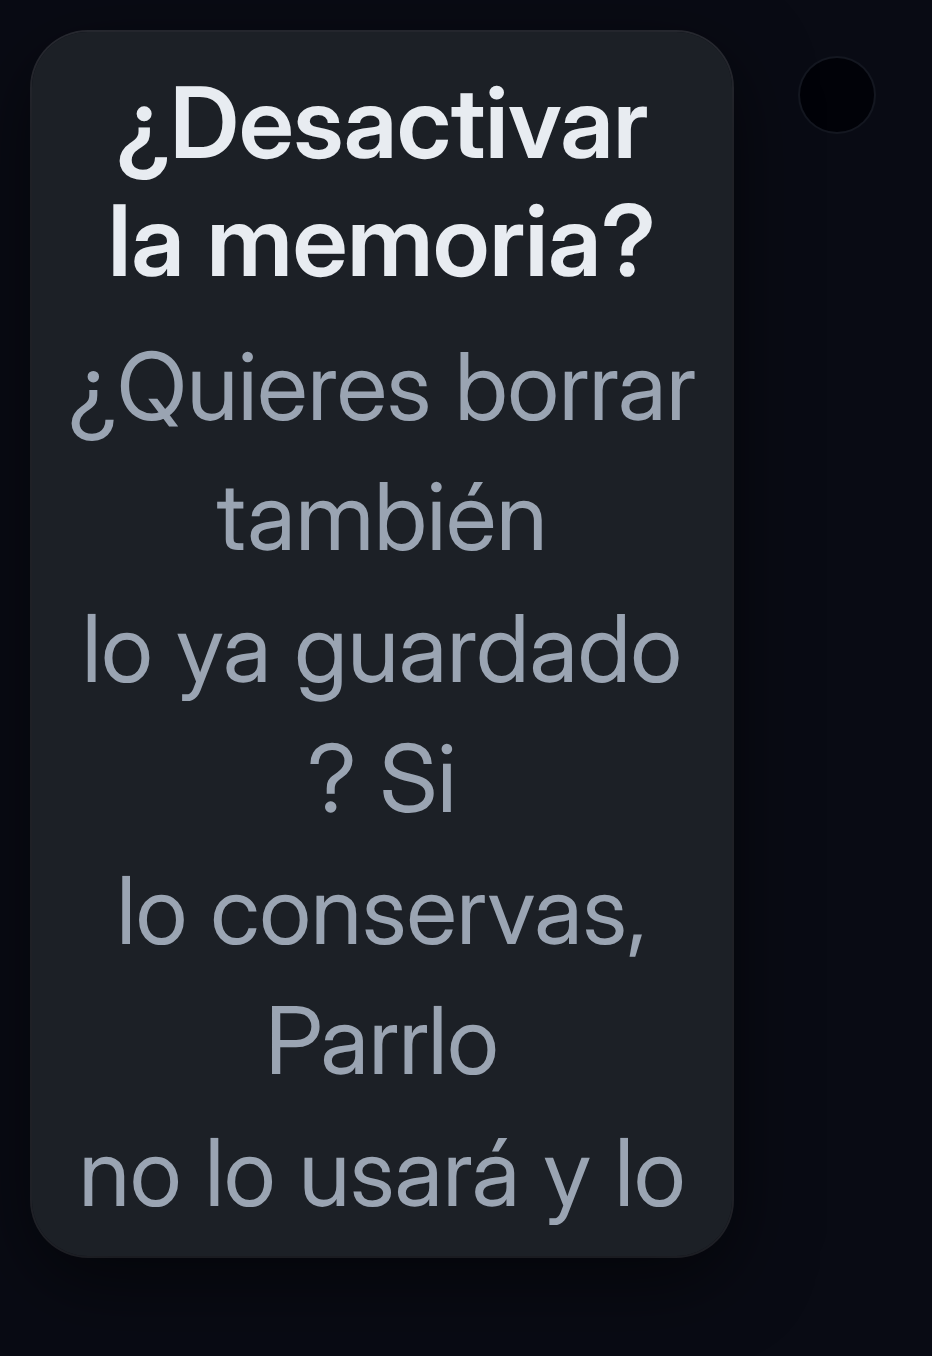 ¿Desactivar
la memoria?
¿Quieres borrar
también
lo ya guardado
? Si
lo conservas,
Parrlo
no lo usará y lo